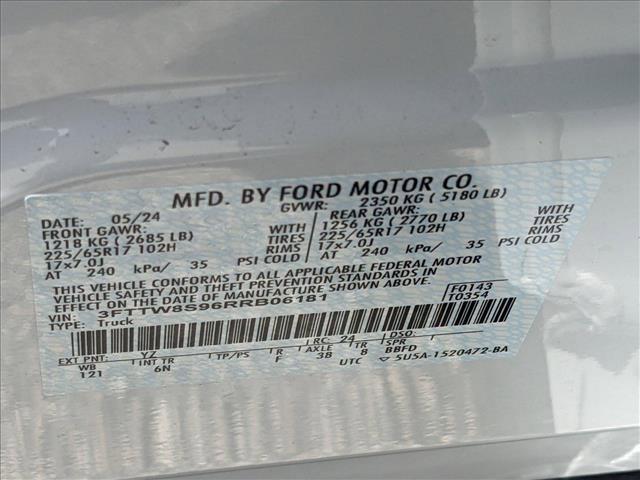 MFD. BY FORD MOTOR CO.
DATE: 05/24 GVWR: 2350 KG ( 5180 LB)
FRONT GAWR: WITH REAR GAWR: WITH
1218 KG ( 2685 LB) TIRES 1256 KG ( 2770 LB) TIRES
225/65R17 102H RIMS 225/65R17 102H RIMS
17x7.0J PSI COLD 17x7.0J PSI COLD
AT 240 kPa/ 35 AT 240 kPa/ 35
THIS VEHICLE CONFORMS TO ALL APPLICABLE FEDERAL MOTOR
VEHICLE SAFETY AND THEFT PREVENTION STANDARDS IN
EFFECT ON THE DATE OF MANUFACTURE SHOWN ABOVE.
VIN: 3FTTW8S96RRB06181 F0143
TYPE: Truck T0354
EXT PNT: YZ RC: 24 DSO:
WB INT TR TP/PS R AXLE TR SPR
121 6N F 3B 8 BBFD
UTC 5U5A-1520472-BA